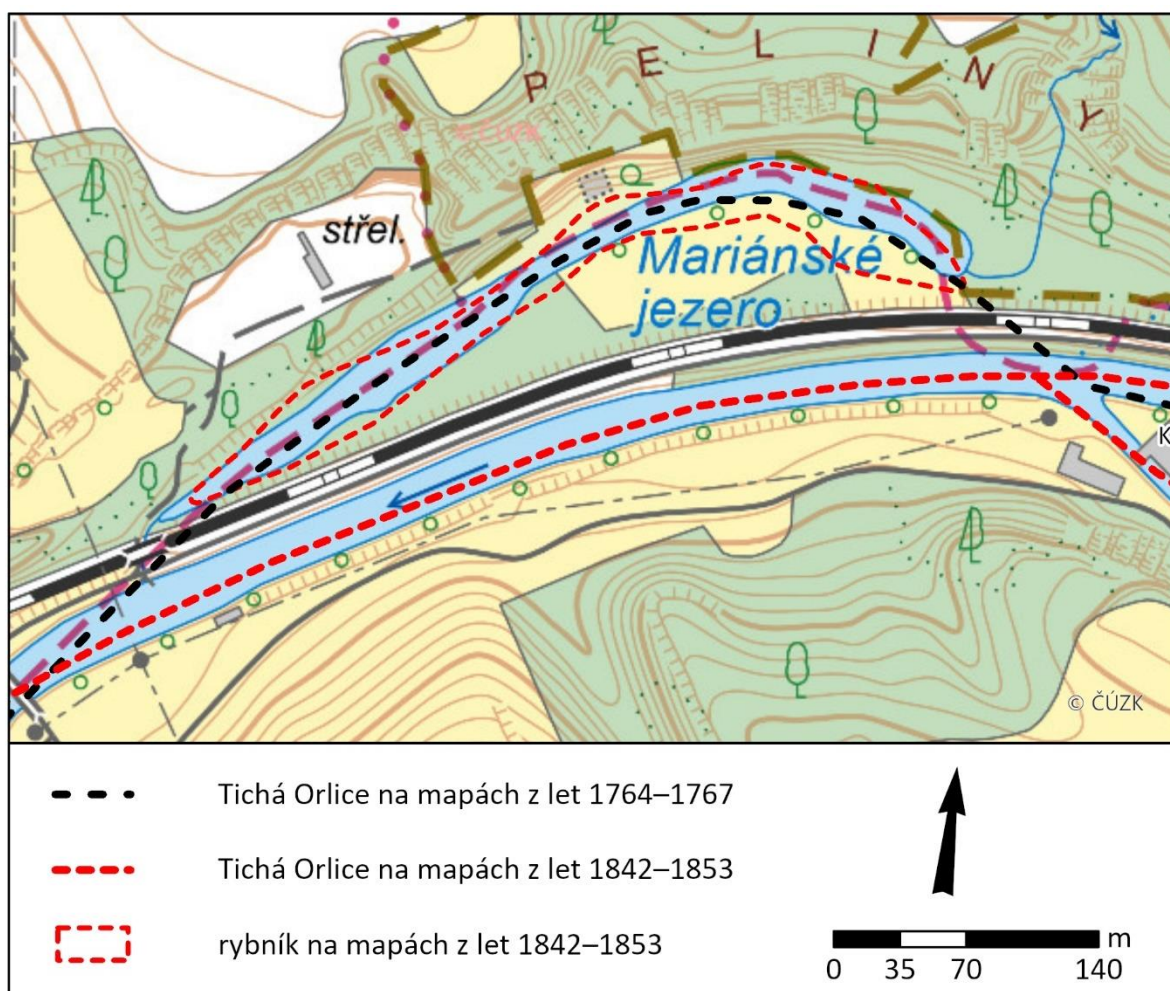 P E L I N Y
© ČÚZK
střel.
Mariánské
jezero
K
© ČÚZK
Tichá Orlice na mapách z let 1764–1767
Tichá Orlice na mapách z let 1842–1853
rybník na mapách z let 1842–1853
m
0 35 70 140